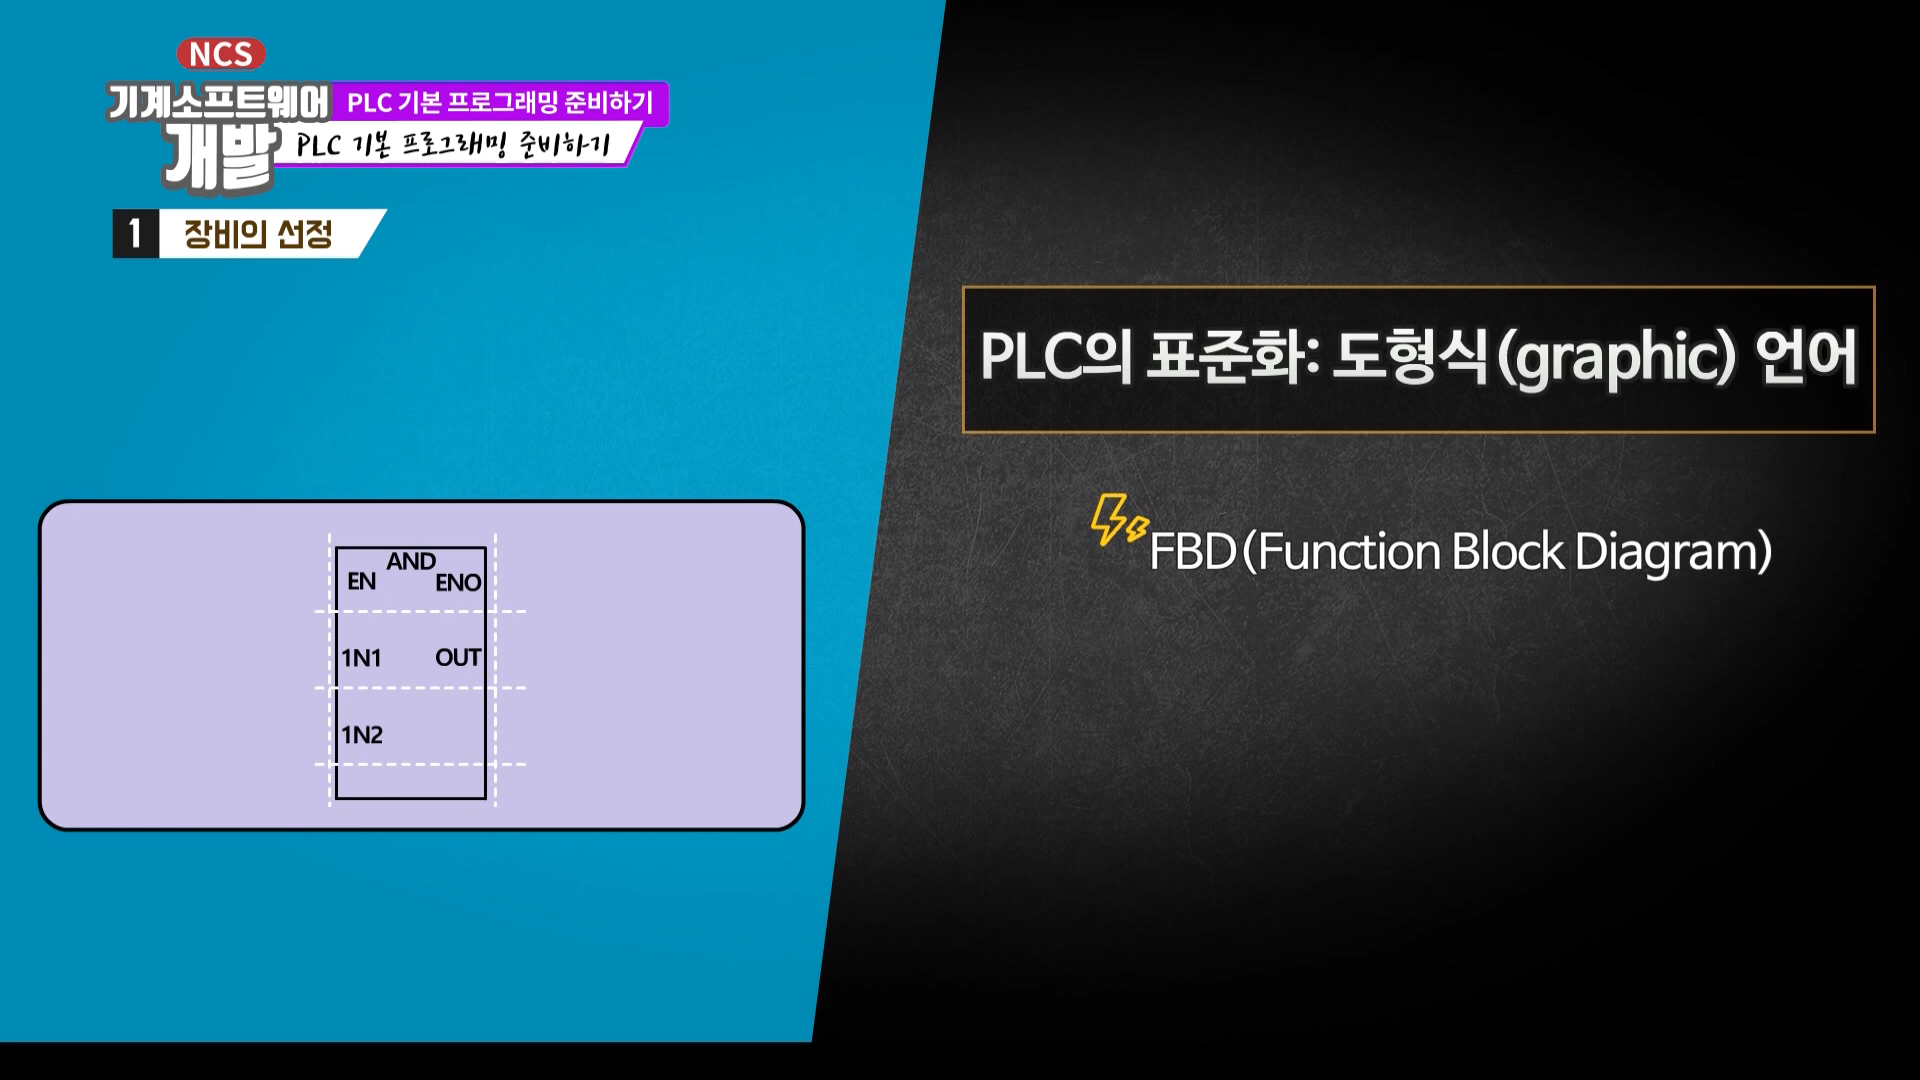 NCS
기계소프트웨어
개발
PLC 기본 프로그래밍 준비하기
PLC 기본 프로그래밍 준비하기
1 장비의 선정
PLC의 표준화: 도형식(graphic) 언어
FBD(Function Block Diagram)
AND
EN ENO
1N1 OUT
1N2